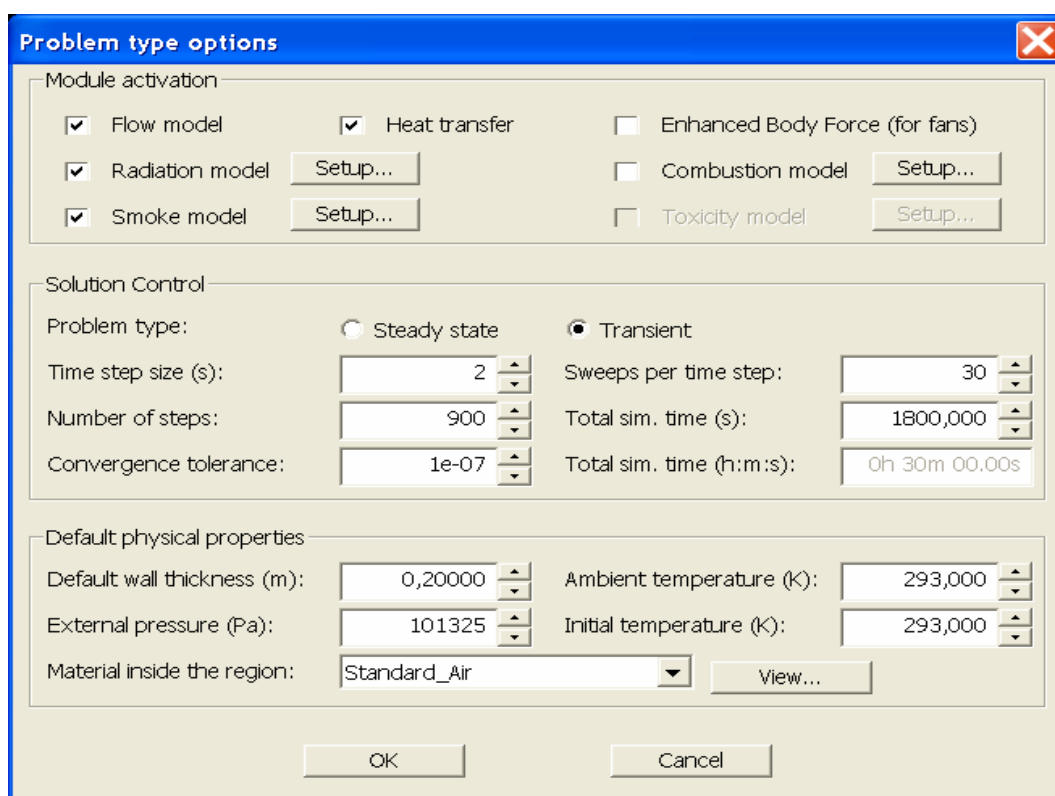 Problem type options
Module activation
Flow model Heat transfer Enhanced Body Force (for fans)
Radiation model Setup... Combustion model Setup...
Smoke model Setup... Toxicity model Setup...
Solution Control
Problem type: Steady state Transient
Time step size (s): 2 Sweeps per time step: 30
Number of steps: 900 Total sim. time (s): 1800,000
Convergence tolerance: 1e-07 Total sim. time (h:m:s): 0h 30m 00.00s
Default physical properties
Default wall thickness (m): 0,20000 Ambient temperature (K): 293,000
External pressure (Pa): 101325 Initial temperature (K): 293,000
Material inside the region: Standard_Air View...
OK Cancel